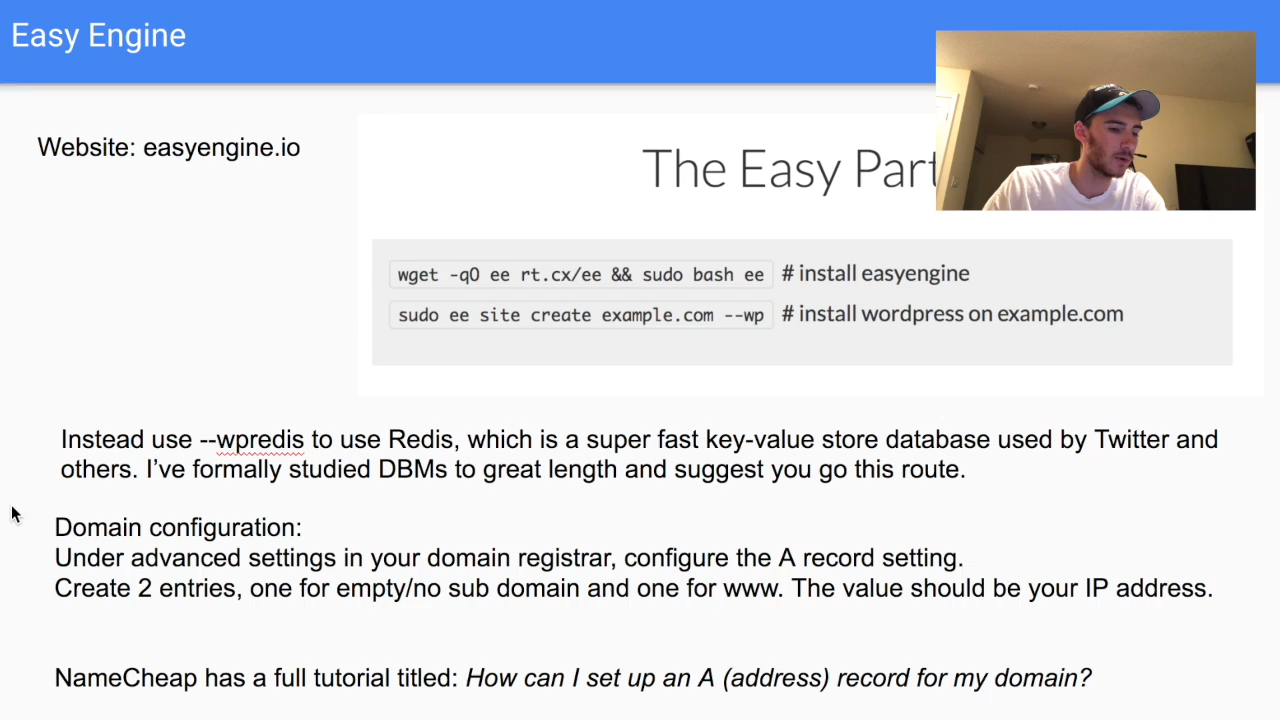 Easy Engine
Website: easyengine.io
The Easy Part
wget -qO ee rt.cx/ee && sudo bash ee # install easyengine
sudo ee site create example.com --wp # install wordpress on example.com
Instead use --wpredis to use Redis, which is a super fast key-value store database used by Twitter and
others. I’ve formally studied DBMs to great length and suggest you go this route.
Domain configuration:
Under advanced settings in your domain registrar, configure the A record setting.
Create 2 entries, one for empty/no sub domain and one for www. The value should be your IP address.
NameCheap has a full tutorial titled: How can I set up an A (address) record for my domain?